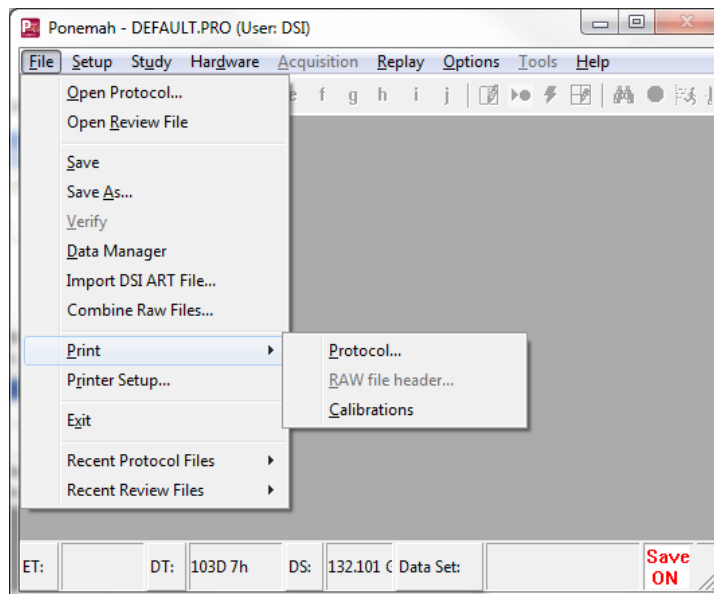 Ponemah - DEFAULT.PRO (User: DSI)
File Setup Study Hardware Acquisition Replay Options Tools Help
e f g h i j
Open Protocol...
Open Review File
Save
Save As...
Verify
Data Manager
Import DSI ART File...
Combine Raw Files...
Print
Protocol...
Printer Setup...
RAW file header...
Calibrations
Exit
Recent Protocol Files
Recent Review Files
ET: DT: 103D 7h DS: 132.101 Data Set: Save
ON